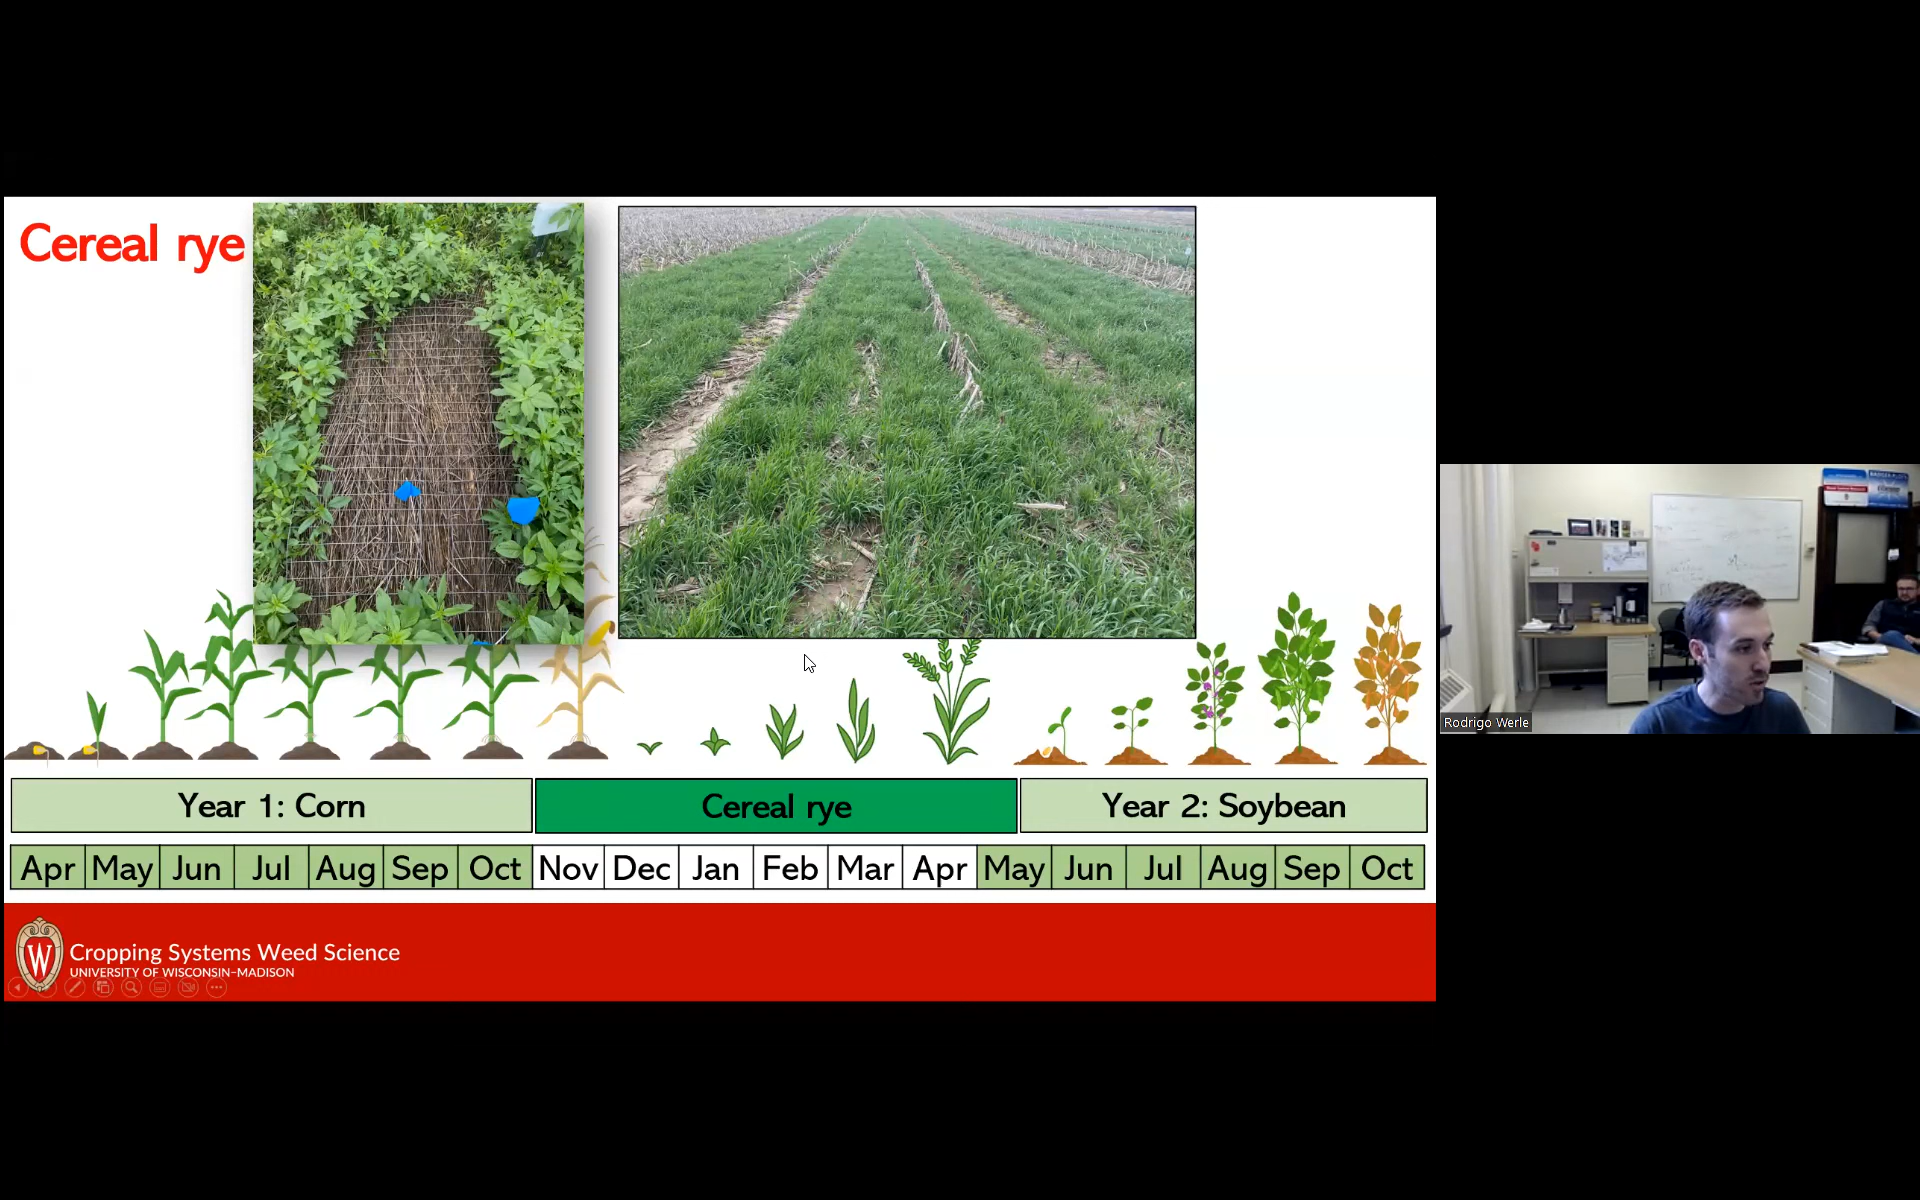 Cereal rye
Year 1: Corn
Cereal rye
Year 2: Soybean
Apr May Jun Jul Aug Sep Oct Nov Dec Jan Feb Mar Apr May Jun Jul Aug Sep Oct
W
Cropping Systems Weed Science
UNIVERSITY OF WISCONSIN–MADISON
Rodrigo Werle